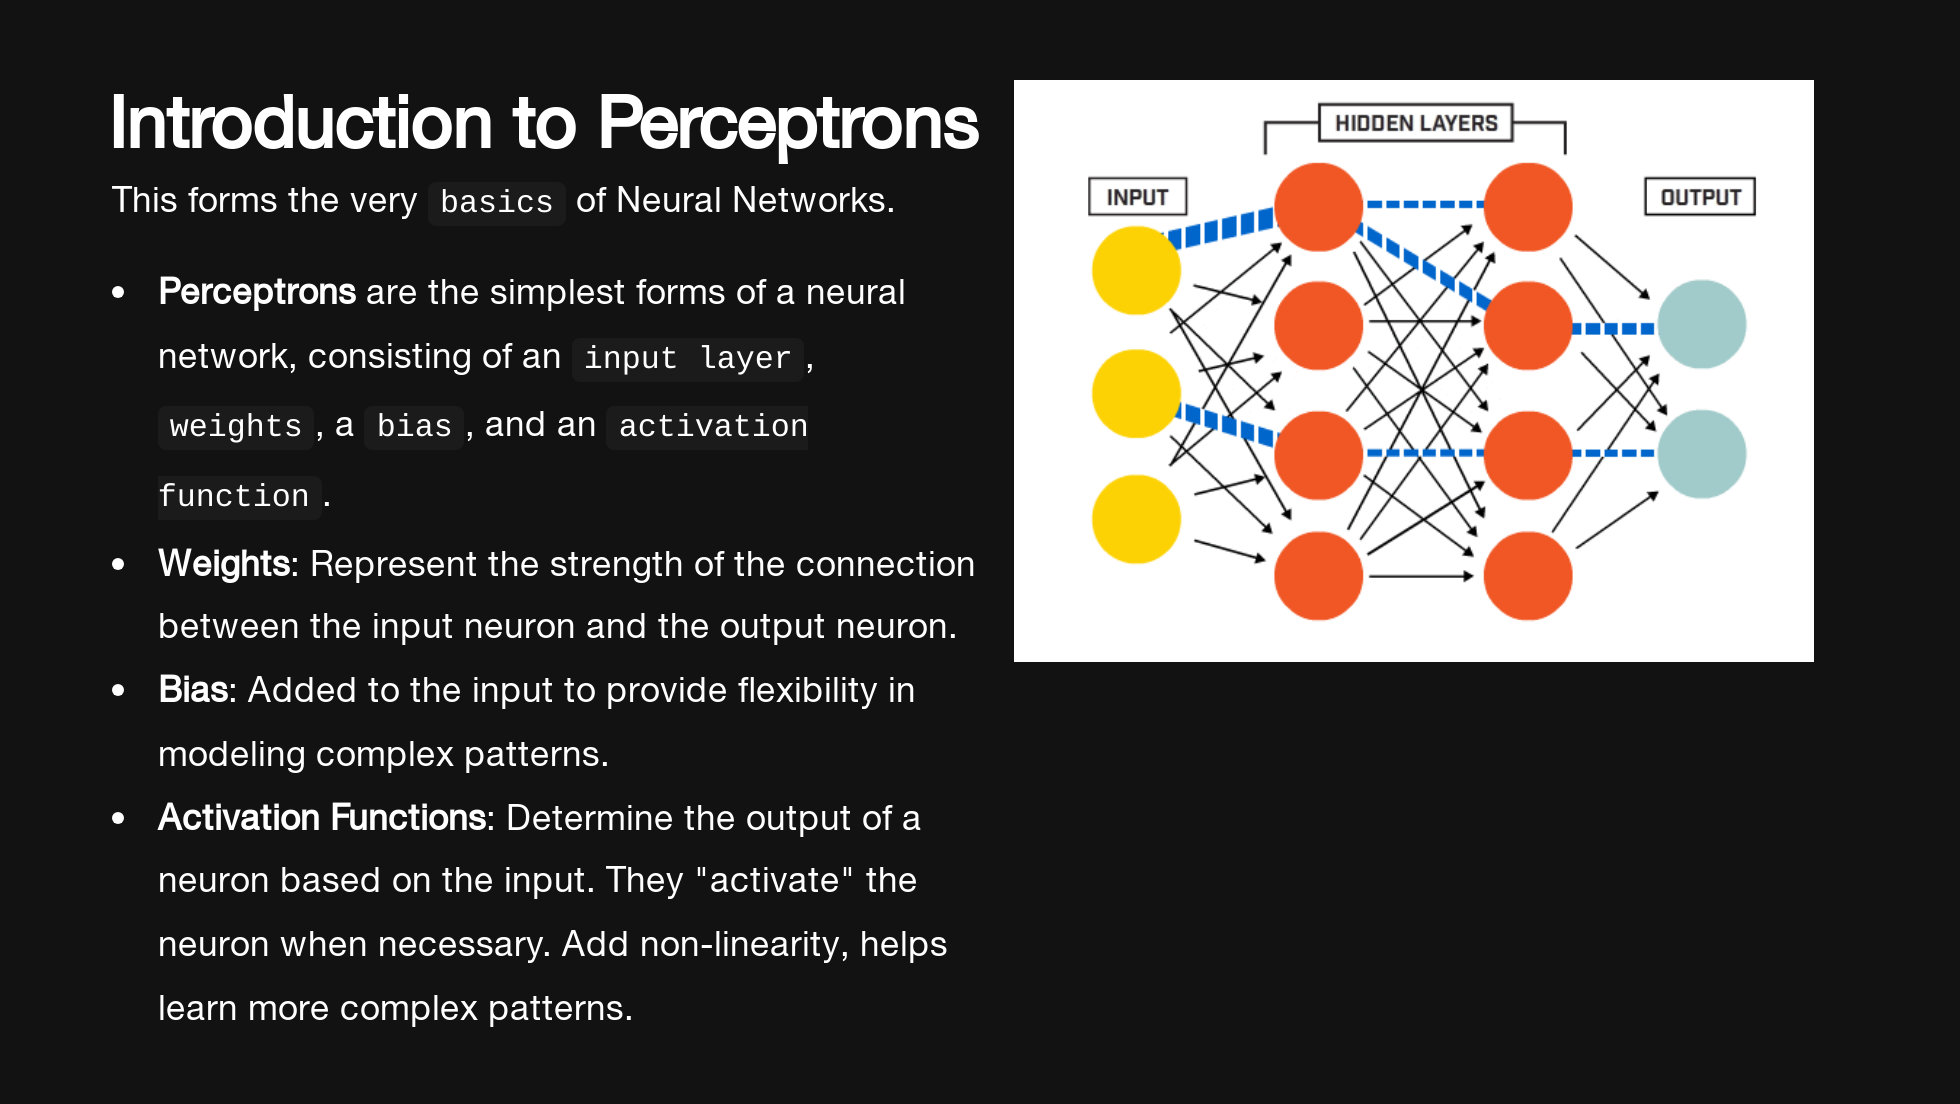 Introduction to Perceptrons
This forms the very basics of Neural Networks.
• Perceptrons are the simplest forms of a neural
network, consisting of an input layer,
weights, a bias, and an activation
function.
• Weights: Represent the strength of the connection
between the input neuron and the output neuron.
• Bias: Added to the input to provide flexibility in
modeling complex patterns.
• Activation Functions: Determine the output of a
neuron based on the input. They "activate" the
neuron when necessary. Add non-linearity, helps
learn more complex patterns.
HIDDEN LAYERS
INPUT
OUTPUT